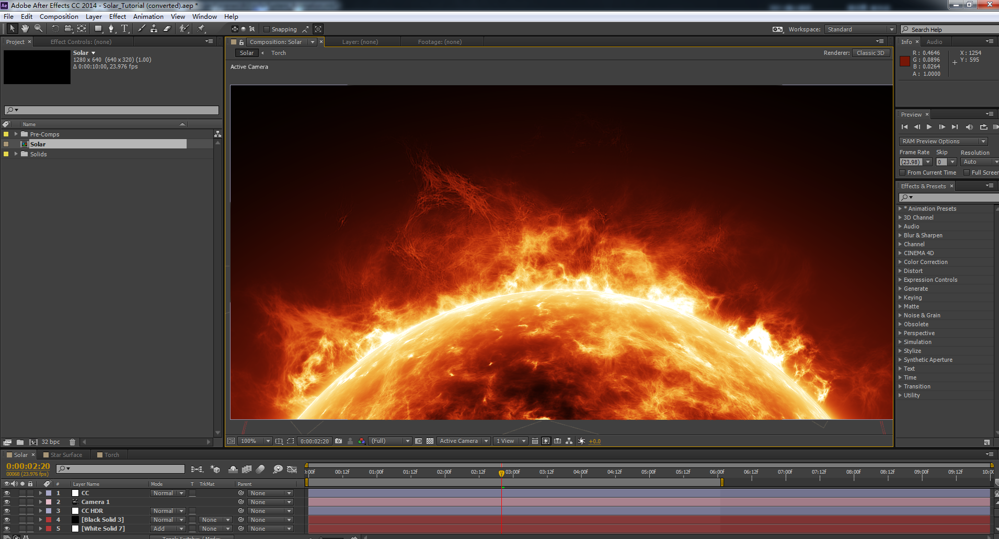 Adobe After Effects CC 2014 - Solar_Tutorial (converted).aep *
File Edit Composition Layer Effect Animation View Window Help
Snapping
Workspace: Standard
Search Help
Project × Effect Controls: (none)
Solar
1280 x 640 (640 x 320) (1.00)
Δ 0:00:10:00, 23.976 fps
Name
Pre-Comps
Solar
Solids
32 bpc
Composition: Solar × Layer: (none) Footage: (none)
Solar Torch
Renderer: Classic 3D
Active Camera
100% 0:00:02:20 (Full) Active Camera 1 View +0.0
Info × Audio
R: 0.4646 X: 1254
G: 0.0896 Y: 595
B: 0.0264
A: 1.0000
Preview ×
RAM Preview Options
Frame Rate Skip Resolution
(23.98) 0 Auto
From Current Time Full Screen
Effects & Presets ×
* Animation Presets
3D Channel
Audio
Blur & Sharpen
Channel
CINEMA 4D
Color Correction
Distort
Expression Controls
Generate
Keying
Matte
Noise & Grain
Obsolete
Perspective
Simulation
Stylize
Synthetic Aperture
Text
Time
Transition
Utility
Solar × Star Surface Torch
0:00:02:20
00068 (23.976 fps)
):00f 00:12f 01:00f 01:12f 02:00f 02:12f 03:00f 03:12f 04:00f 04:12f 05:00f 05:12f 06:00f 06:12f 07:00f 07:12f 08:00f 08:12f 09:00f 09:12f 10:00
# Layer Name Mode T TrkMat Parent
1 CC Normal None
2 Camera 1 None
3 CC HDR Normal None
4 [Black Solid 3] Normal None None
5 [White Solid 7] Add None None
Toggle Switches / Modes